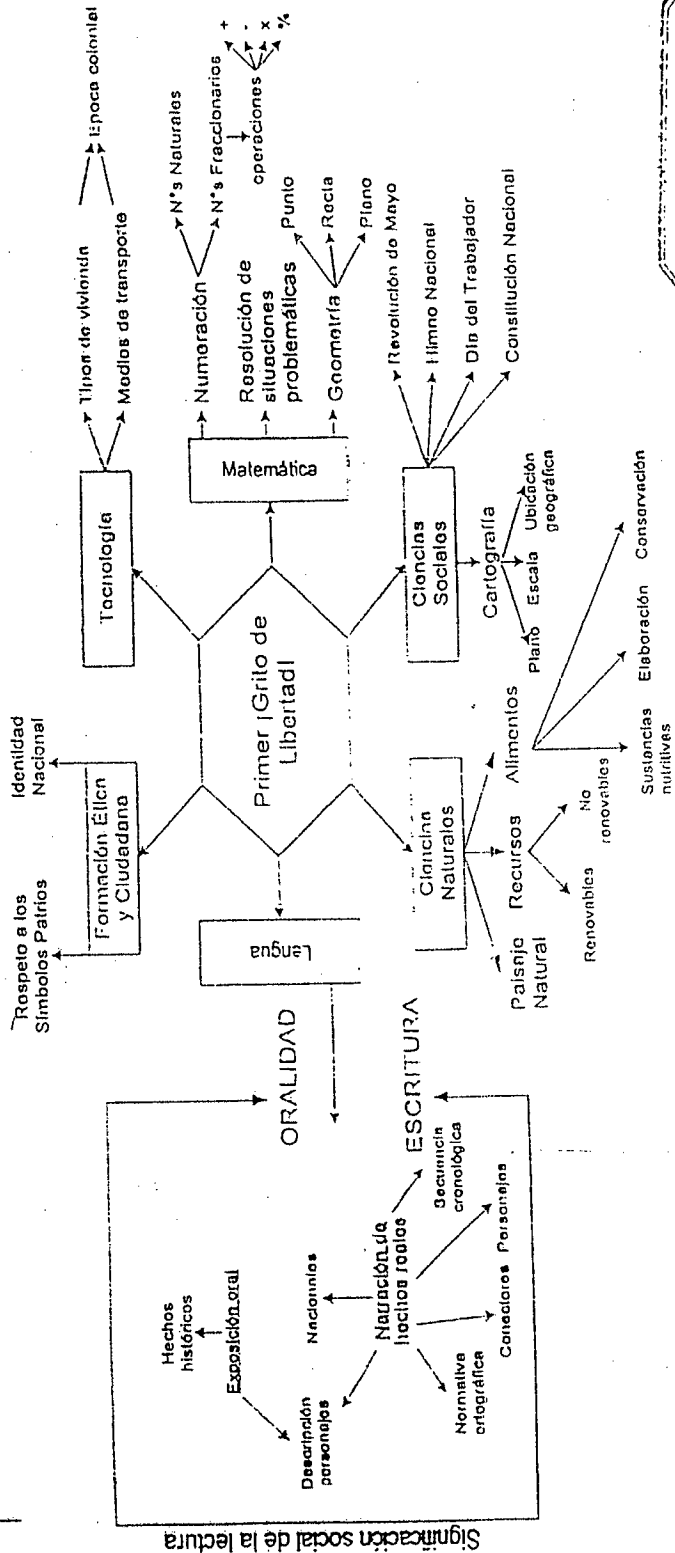 Primer ¡Grito de
Libertad!
Formación Ética
y Ciudadana
Respeto a los
Símbolos Patrios
Identidad
Nacional
Tecnología
Tipos de vivienda
Medios de transporte
Epoca colonial
Matemática
Numeración
N°s Naturales
N°s Fraccionarios
operaciones
+
-
x
%
Resolución de
situaciones
problemáticas
Geometría
Punto
Recta
Plano
Ciencias
Sociales
Revolución de Mayo
Himno Nacional
Día del Trabajador
Constitución Nacional
Cartografía
Plano
Escala
Ubicación
geográfica
Ciencias
Naturales
Paisaje
Natural
Recursos
Renovables
No
renovables
Alimentos
Sustancias
nutritivas
Elaboración
Conservación
Lengua
ORALIDAD
ESCRITURA
Significación social de la lectura
Hechos
históricos
Exposición oral
Descripción
personajes
Nacionales
Narración de
hechos reales
Secuencia
cronológica
Personajes
Conectores
Normativa
ortográfica